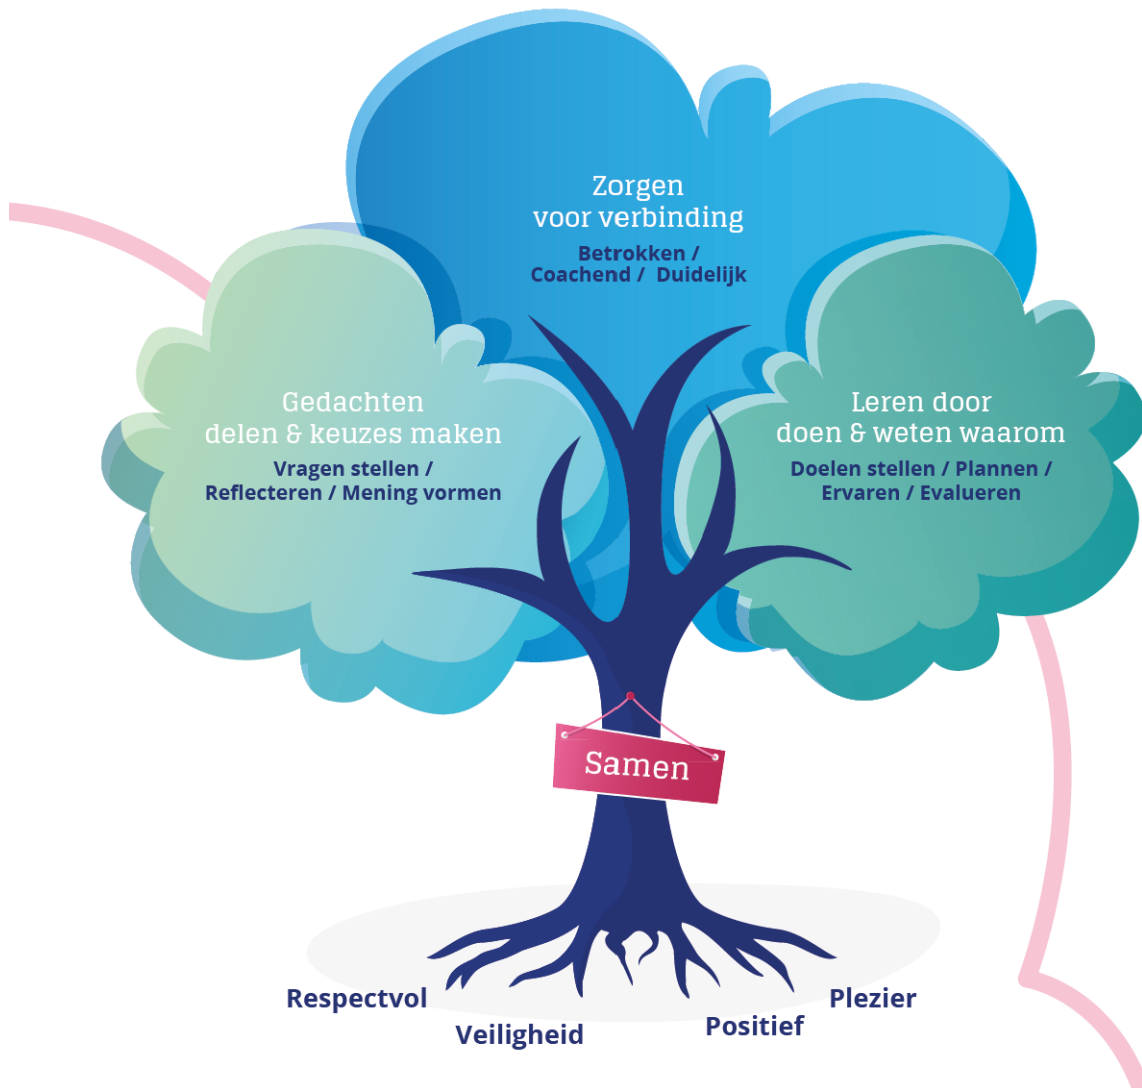 Zorgen
voor verbinding
Betrokken /
Coachend / Duidelijk
Gedachten
delen & keuzes maken
Vragen stellen /
Reflecteren / Mening vormen
Leren door
doen & weten waarom
Doelen stellen / Plannen /
Ervaren / Evalueren
Samen
Respectvol
Veiligheid
Positief
Plezier